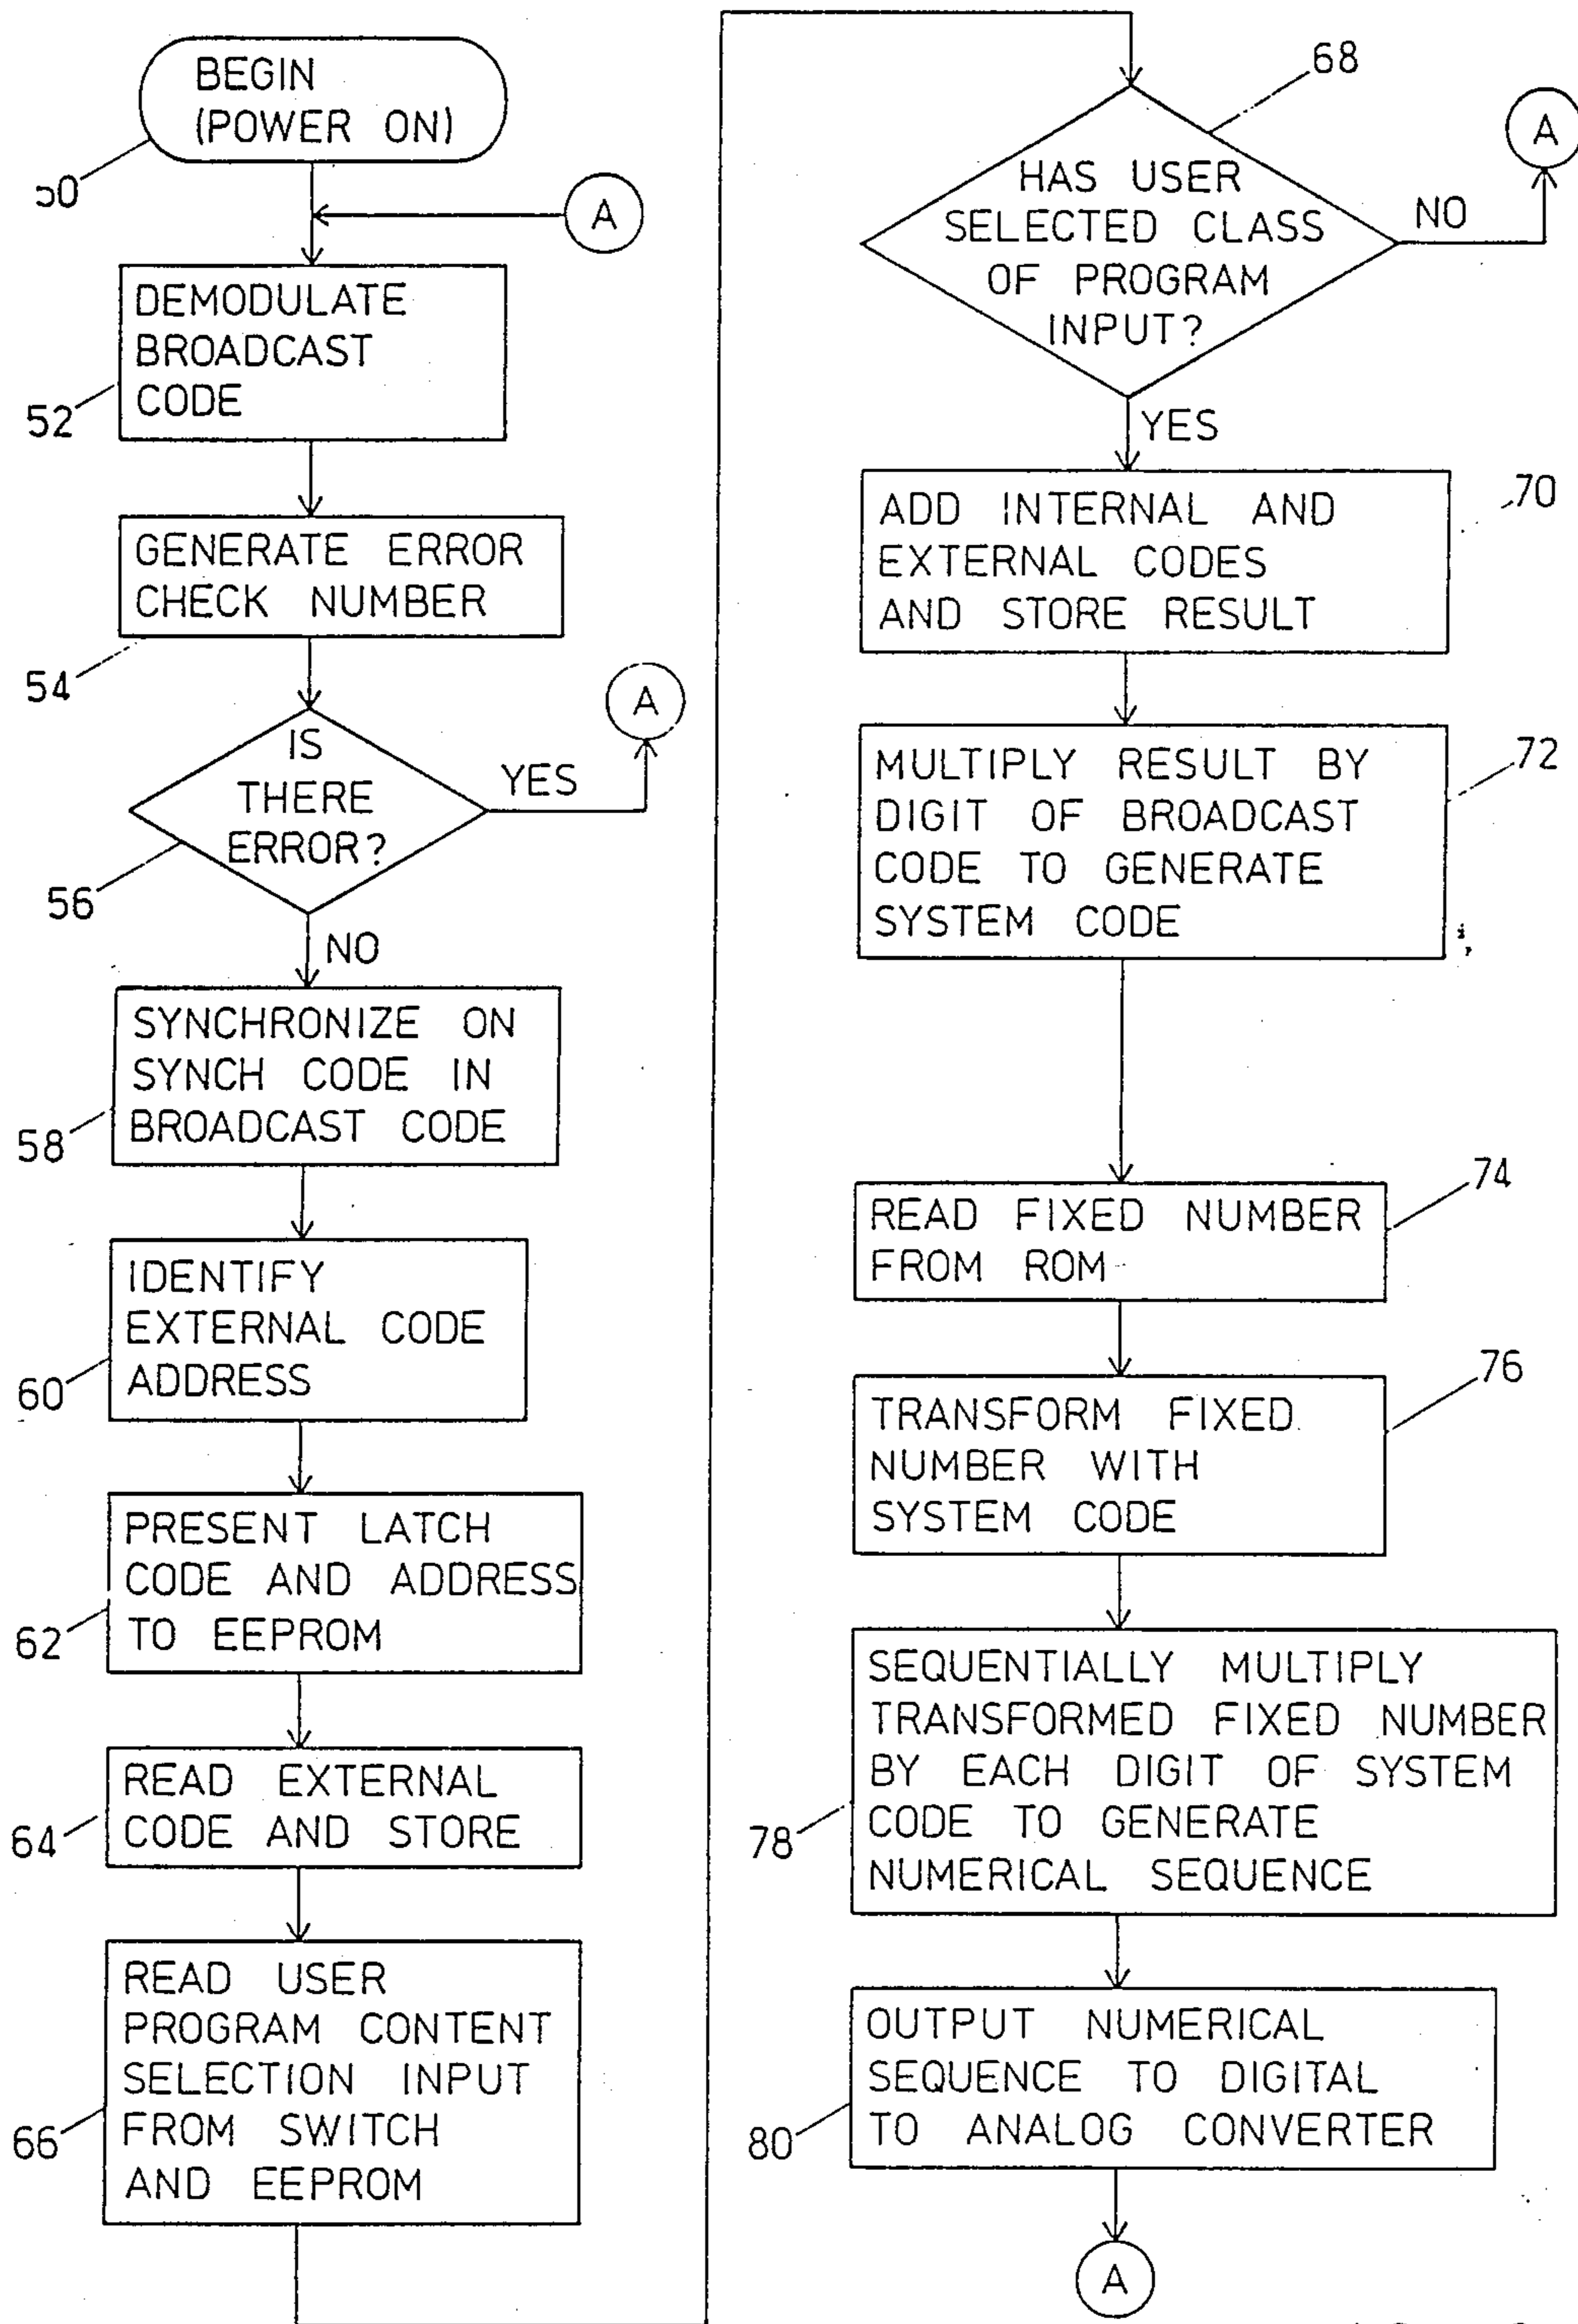 BEGIN
(POWER ON)
50
A
DEMODULATE
BROADCAST
CODE
52
GENERATE ERROR
CHECK NUMBER
54
A
IS
THERE
ERROR?
YES
56
NO
SYNCHRONIZE ON
SYNCH CODE IN
BROADCAST CODE
58
IDENTIFY
EXTERNAL CODE
ADDRESS
60
PRESENT LATCH
CODE AND ADDRESS
TO EEPROM
62
READ EXTERNAL
CODE AND STORE
64
READ USER
PROGRAM CONTENT
SELECTION INPUT
FROM SWITCH
AND EEPROM
66
68
A
HAS USER
SELECTED CLASS
OF PROGRAM
INPUT?
NO
YES
70
ADD INTERNAL AND
EXTERNAL CODES
AND STORE RESULT
72
MULTIPLY RESULT BY
DIGIT OF BROADCAST
CODE TO GENERATE
SYSTEM CODE
74
READ FIXED NUMBER
FROM ROM
76
TRANSFORM FIXED
NUMBER WITH
SYSTEM CODE
SEQUENTIALLY MULTIPLY
TRANSFORMED FIXED NUMBER
BY EACH DIGIT OF SYSTEM
CODE TO GENERATE
NUMERICAL SEQUENCE
78
OUTPUT NUMERICAL
SEQUENCE TO DIGITAL
TO ANALOG CONVERTER
80
A